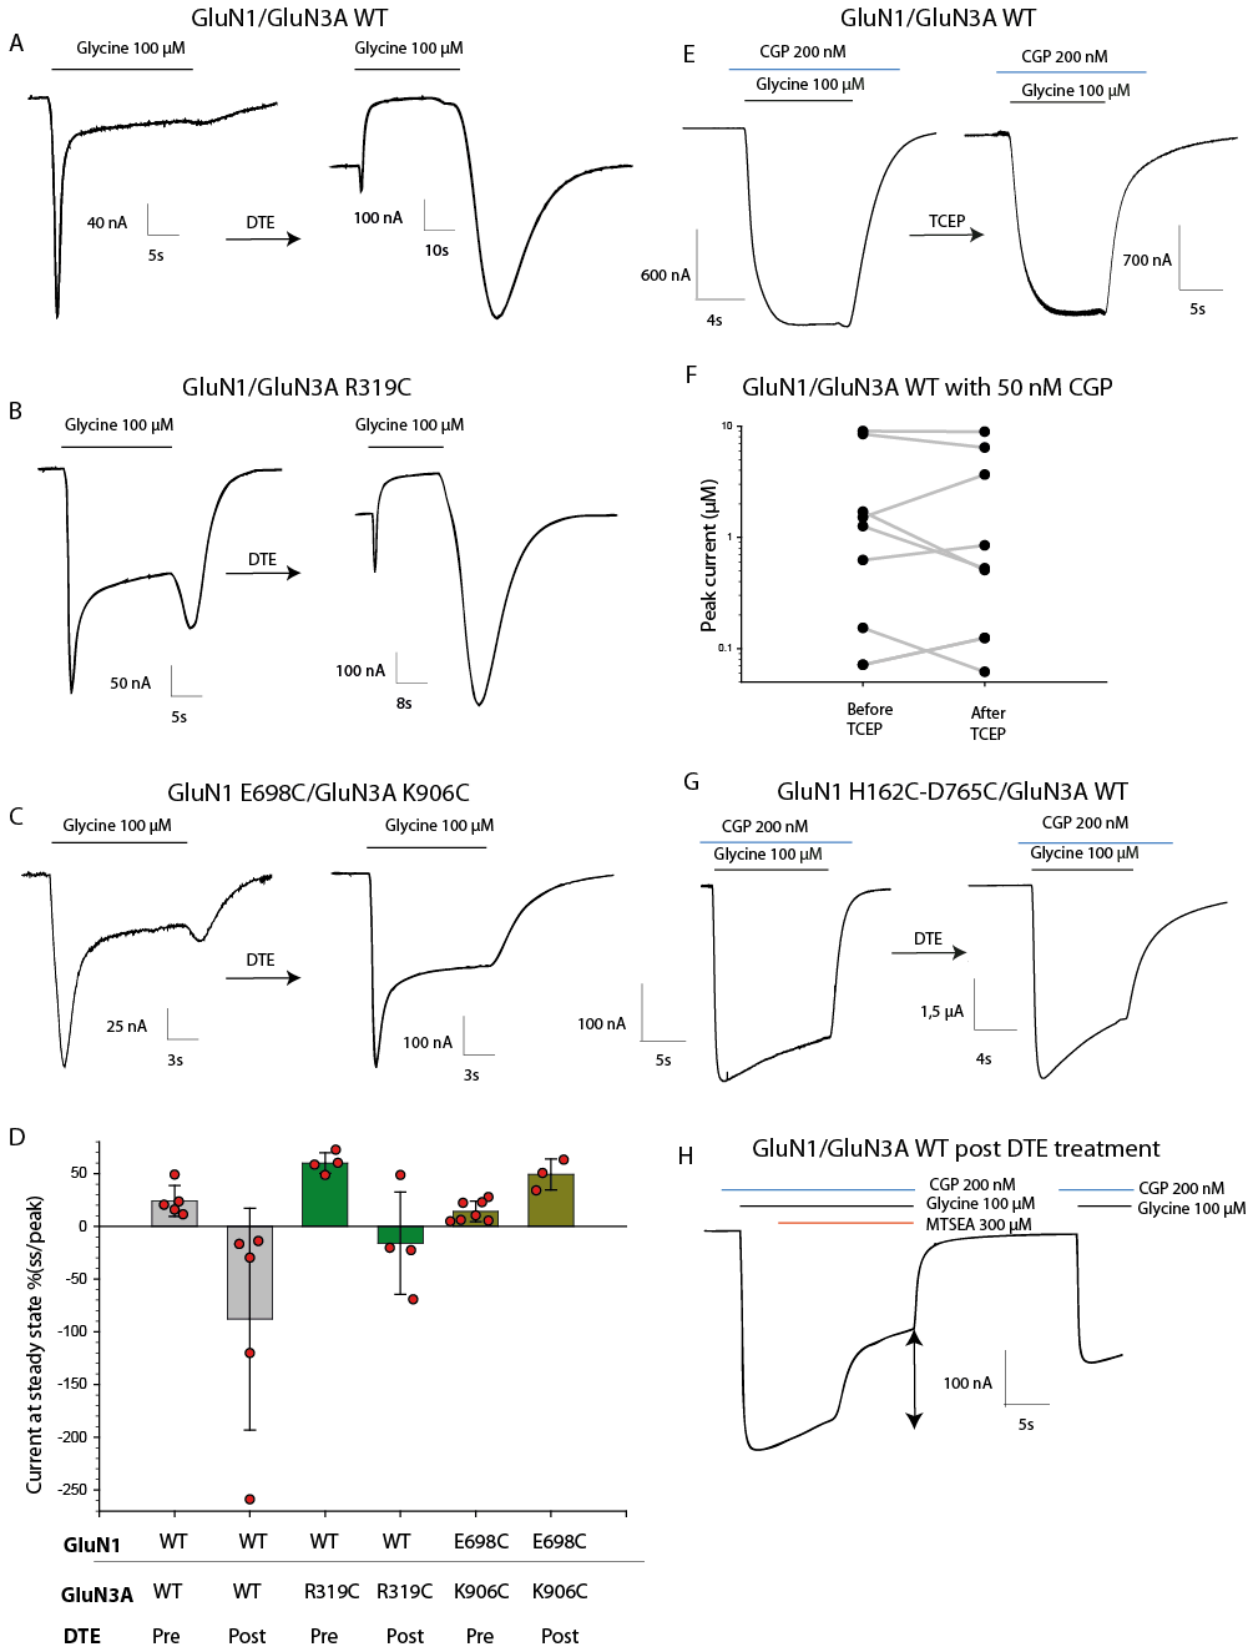 GluN1/GluN3A WT
A
Glycine 100 µM
Glycine 100 µM
40 nA
5s
DTE
100 nA
10s
GluN1/GluN3A R319C
B
Glycine 100 µM
Glycine 100 µM
50 nA
5s
DTE
100 nA
8s
GluN1 E698C/GluN3A K906C
C
Glycine 100 µM
Glycine 100 µM
25 nA
3s
DTE
100 nA
3s
D
Current at steady state %(ss/peak)
50
0
-50
-100
-150
-200
-250
GluN1 WT WT WT WT E698C E698C
GluN3A WT WT R319C R319C K906C K906C
DTE Pre Post Pre Post Pre Post
GluN1/GluN3A WT
E
CGP 200 nM
Glycine 100 µM
CGP 200 nM
Glycine 100 µM
600 nA
4s
TCEP
700 nA
5s
F
GluN1/GluN3A WT with 50 nM CGP
Peak current (µM)
10
1
0.1
Before
TCEP
After
TCEP
G
GluN1 H162C-D765C/GluN3A WT
CGP 200 nM
Glycine 100 µM
CGP 200 nM
Glycine 100 µM
100 nA
5s
DTE
1,5 µA
4s
H
GluN1/GluN3A WT post DTE treatment
CGP 200 nM
Glycine 100 µM
MTSEA 300 µM
CGP 200 nM
Glycine 100 µM
100 nA
5s